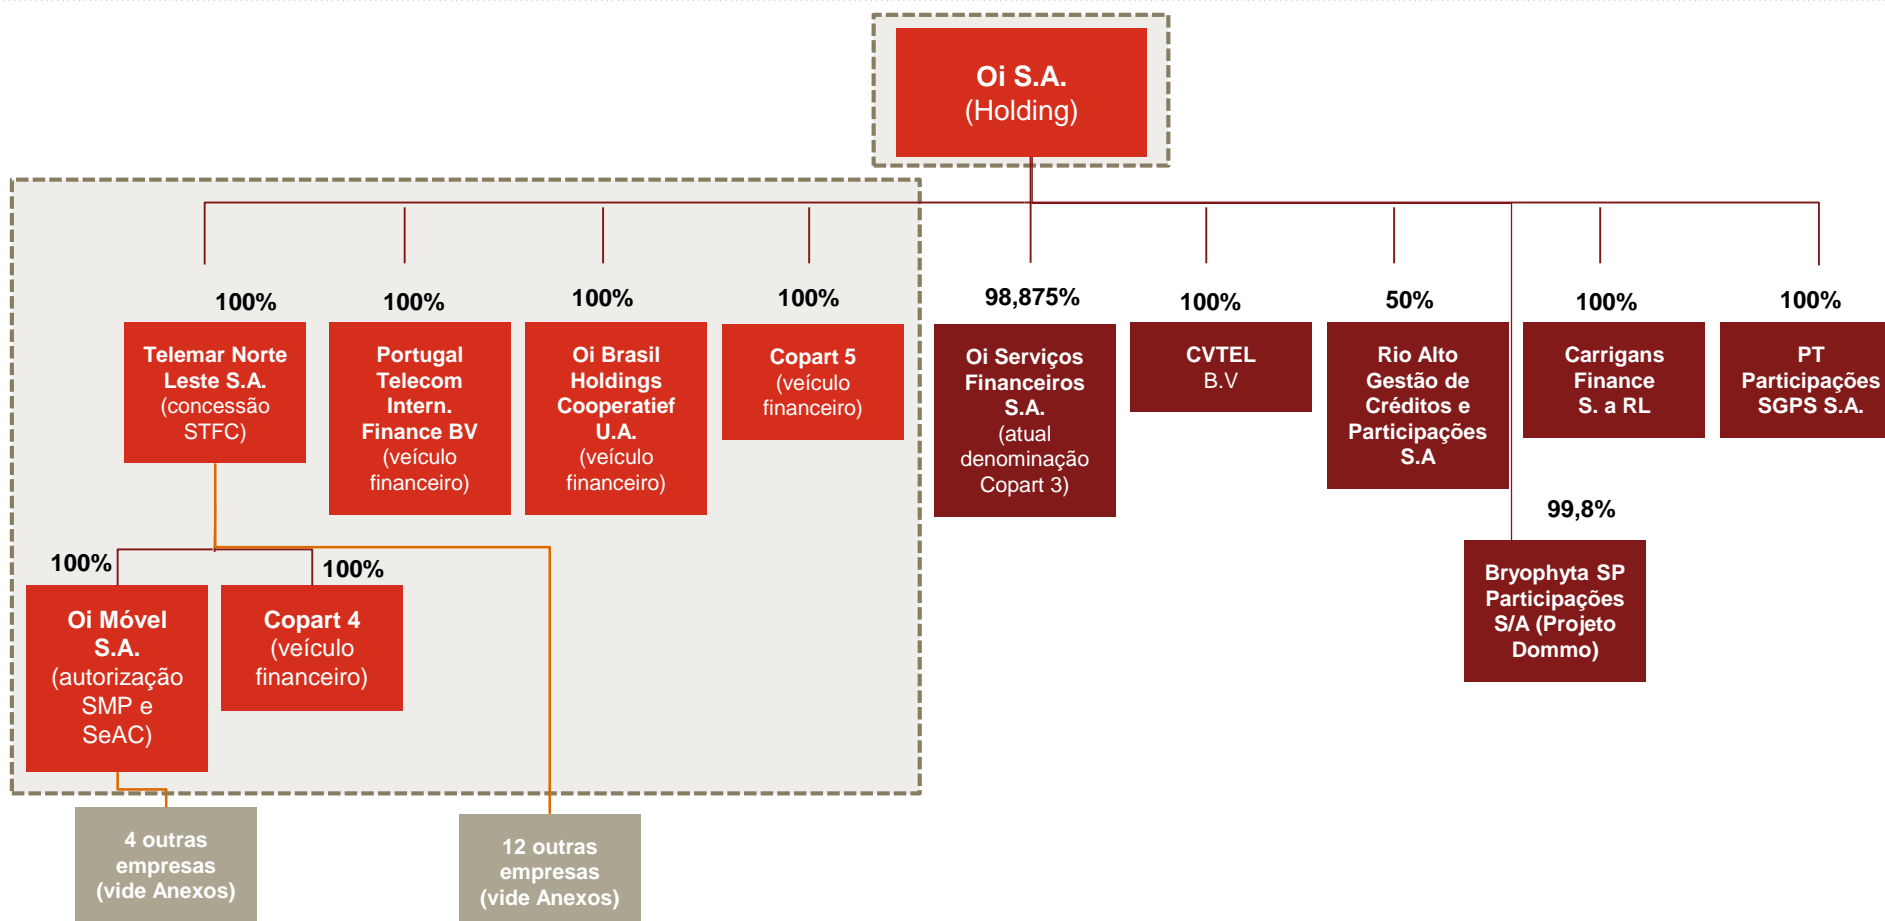 Oi S.A.
(Holding)
100%
100%
100%
100%
98,875%
100%
50%
100%
100%
Telemar Norte
Leste S.A.
(concessão
STFC)
Portugal
Telecom
Intern.
Finance BV
(veículo
financeiro)
Oi Brasil
Holdings
Cooperatief
U.A.
(veículo
financeiro)
Copart 5
(veículo
financeiro)
Oi Serviços
Financeiros
S.A.
(atual
denominação
Copart 3)
CVTEL
B.V
Rio Alto
Gestão de
Créditos e
Participações
S.A
Carrigans
Finance
S. a RL
PT
Participações
SGPS S.A.
99,8%
Bryophyta SP
Participações
S/A (Projeto
Dommo)
100%
100%
Oi Móvel
S.A.
(autorização
SMP e
SeAC)
Copart 4
(veículo
financeiro)
4 outras
empresas
(vide Anexos)
12 outras
empresas
(vide Anexos)